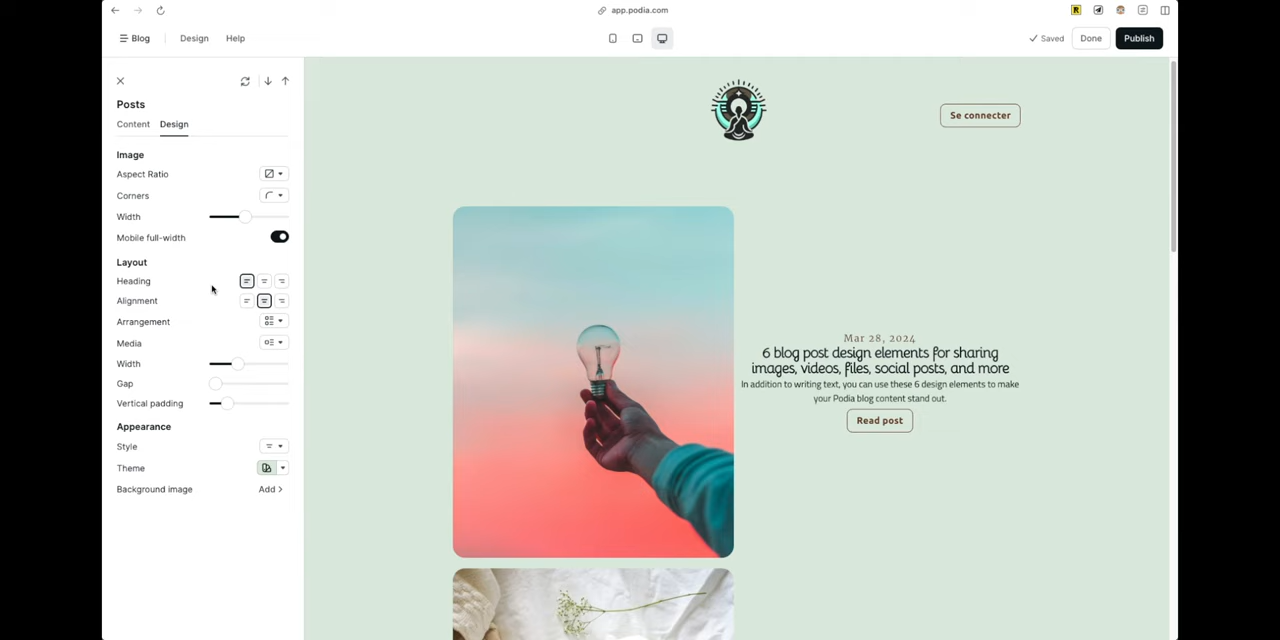 app.podia.com
R
Blog
Design
Help
Saved
Done
Publish
Posts
Content
Design
Image
Aspect Ratio
Corners
Width
Mobile full-width
Layout
Heading
Alignment
Arrangement
Media
Width
Gap
Vertical padding
Appearance
Style
Theme
Background image
Add
Se connecter
Mar 28, 2024
6 blog post design elements for sharing
images, videos, files, social posts, and more
In addition to writing text, you can use these 6 design elements to make
your Podia blog content stand out.
Read post